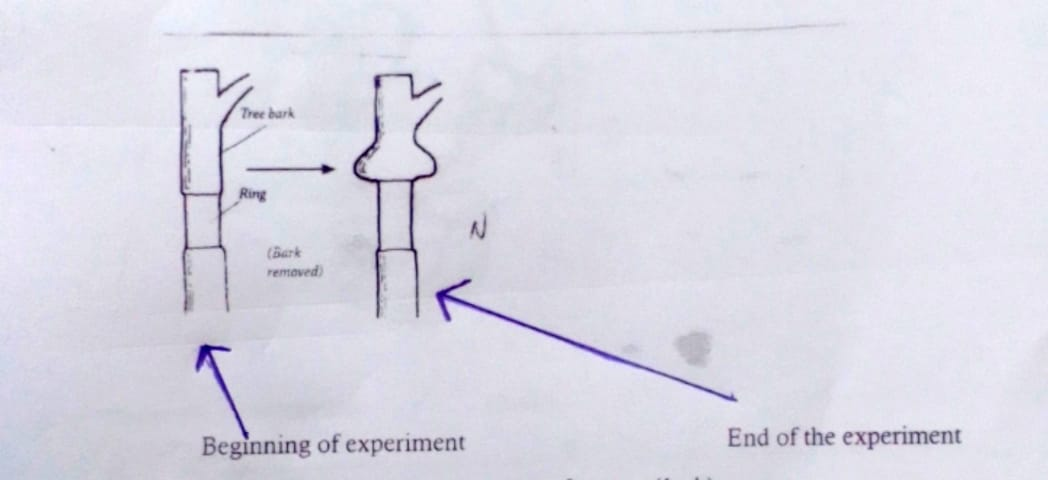 Tree bark
Ring
(Bark
removed)
N
Beginning of experiment
End of the experiment